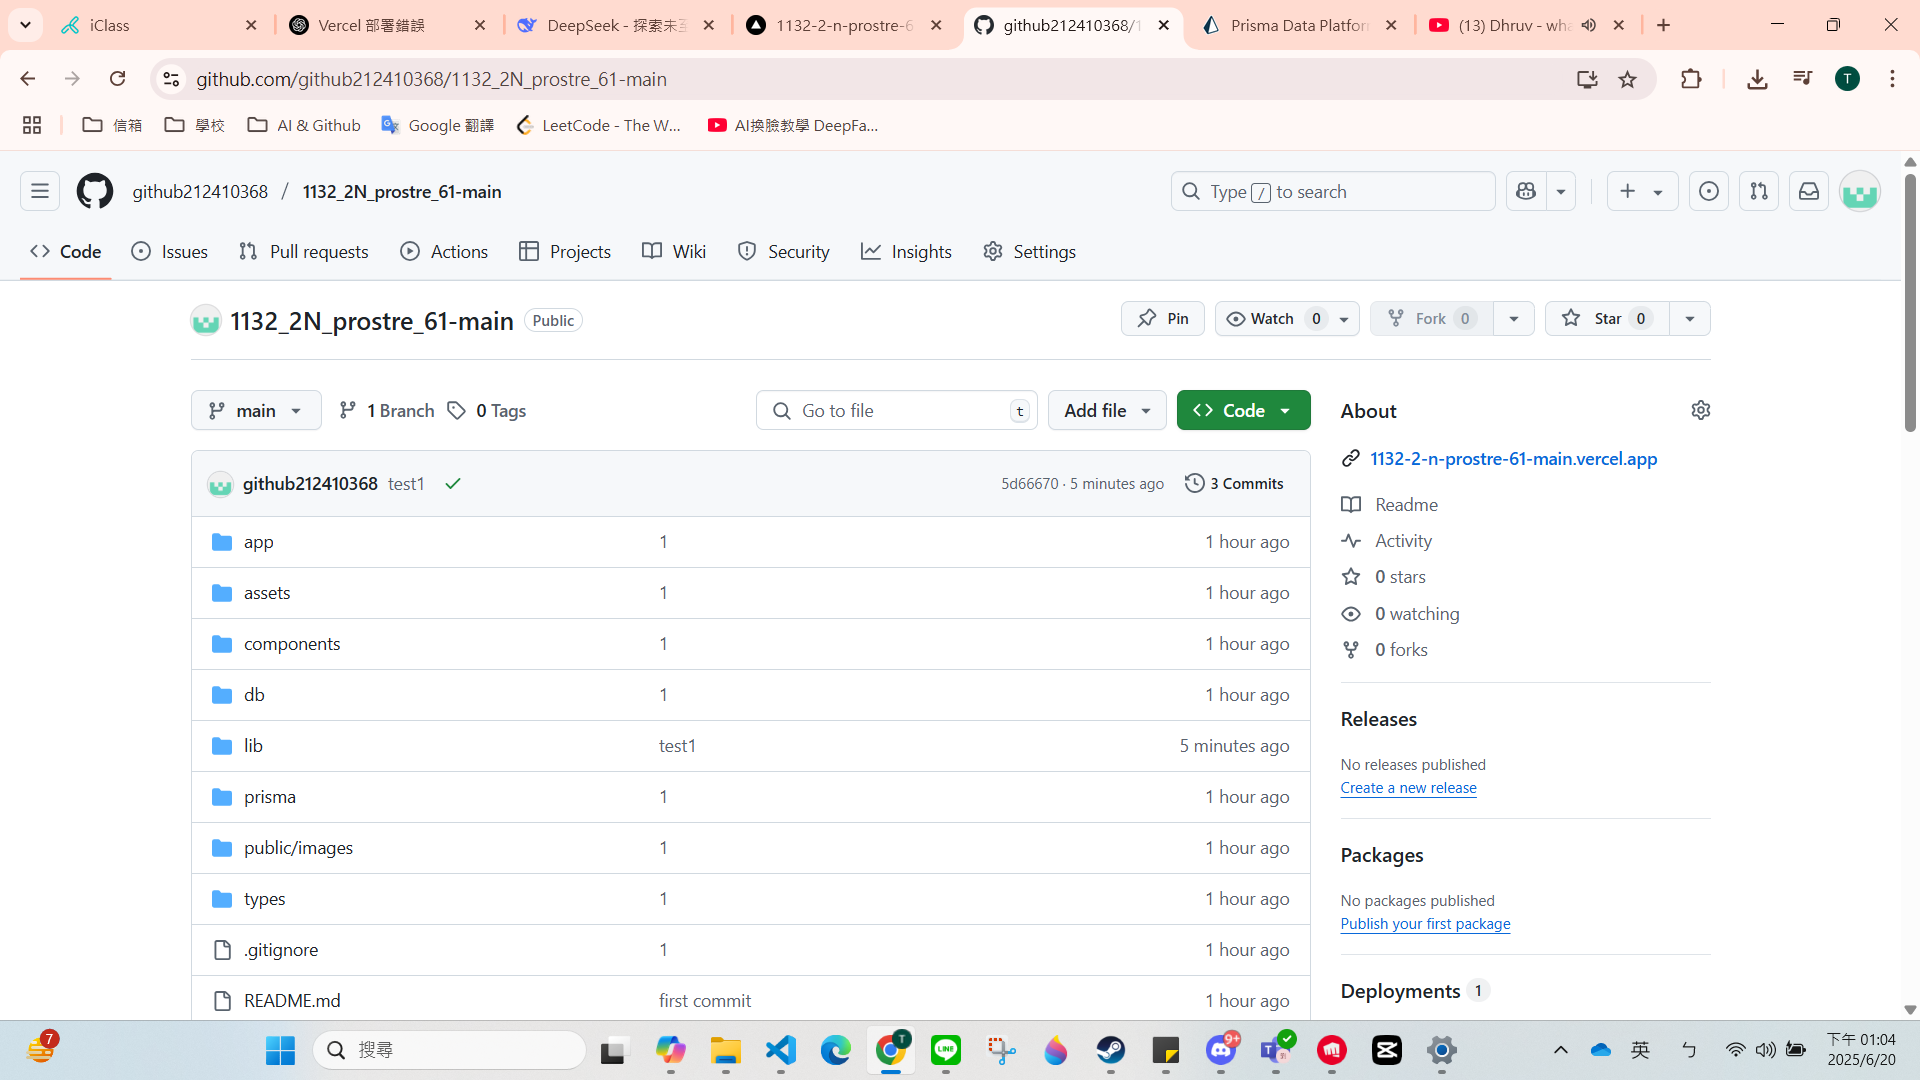 iClass
Vercel 部署錯誤
DeepSeek - 探索未至
1132-2-n-prostre-6
github212410368/1
Prisma Data Platform
(13) Dhruv - wha
github.com/github212410368/1132_2N_prostre_61-main
T
信箱
學校
AI & Github
Google 翻譯
LeetCode - The W...
AI換臉教學 DeepFa...
github212410368 / 1132_2N_prostre_61-main
Type / to search
Code
Issues
Pull requests
Actions
Projects
Wiki
Security
Insights
Settings
1132_2N_prostre_61-main Public
Pin
Watch 0
Fork 0
Star 0
main
1 Branch
0 Tags
Go to file t
Add file
Code
github212410368 test1
5d66670 · 5 minutes ago
3 Commits
app 1 1 hour ago
assets 1 1 hour ago
components 1 1 hour ago
db 1 1 hour ago
lib test1 5 minutes ago
prisma 1 1 hour ago
public/images 1 1 hour ago
types 1 1 hour ago
.gitignore 1 1 hour ago
README.md first commit 1 hour ago
About
1132-2-n-prostre-61-main.vercel.app
Readme
Activity
0 stars
0 watching
0 forks
Releases
No releases published
Create a new release
Packages
No packages published
Publish your first package
Deployments 1
7
搜尋
T
LINE
9+
英
ㄅ
下午 01:04
2025/6/20